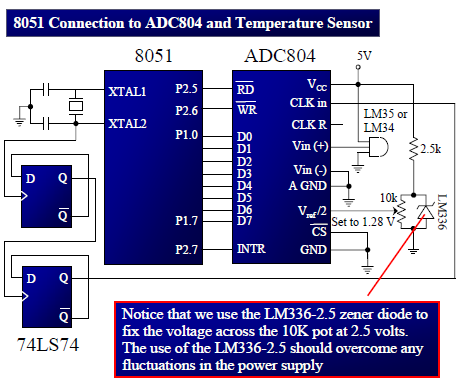 8051 Connection to ADC804 and Temperature Sensor
8051
ADC804
5V
XTAL1
XTAL2
P2.5
P2.6
P1.0
P1.7
P2.7
RD
WR
D0
D1
D2
D3
D4
D5
D6
D7
INTR
Vcc
CLK in
CLK R
Vin (+)
Vin (-)
A GND
Vref/2
CS
GND
LM35 or
LM34
2.5k
10k
Set to 1.28 V
LM336
D Q
Q
D Q
Q
74LS74
Notice that we use the LM336-2.5 zener diode to
fix the voltage across the 10K pot at 2.5 volts.
The use of the LM336-2.5 should overcome any
fluctuations in the power supply